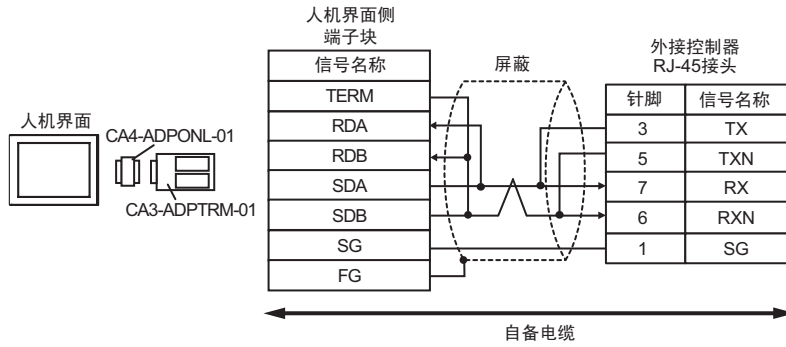 人机界面
CA4-ADPONL-01
CA3-ADPTRM-01
人机界面侧
端子块
信号名称
TERM
RDA
RDB
SDA
SDB
SG
FG
屏蔽
外接控制器
RJ-45接头
针脚 信号名称
3 TX
5 TXN
7 RX
6 RXN
1 SG
自备电缆